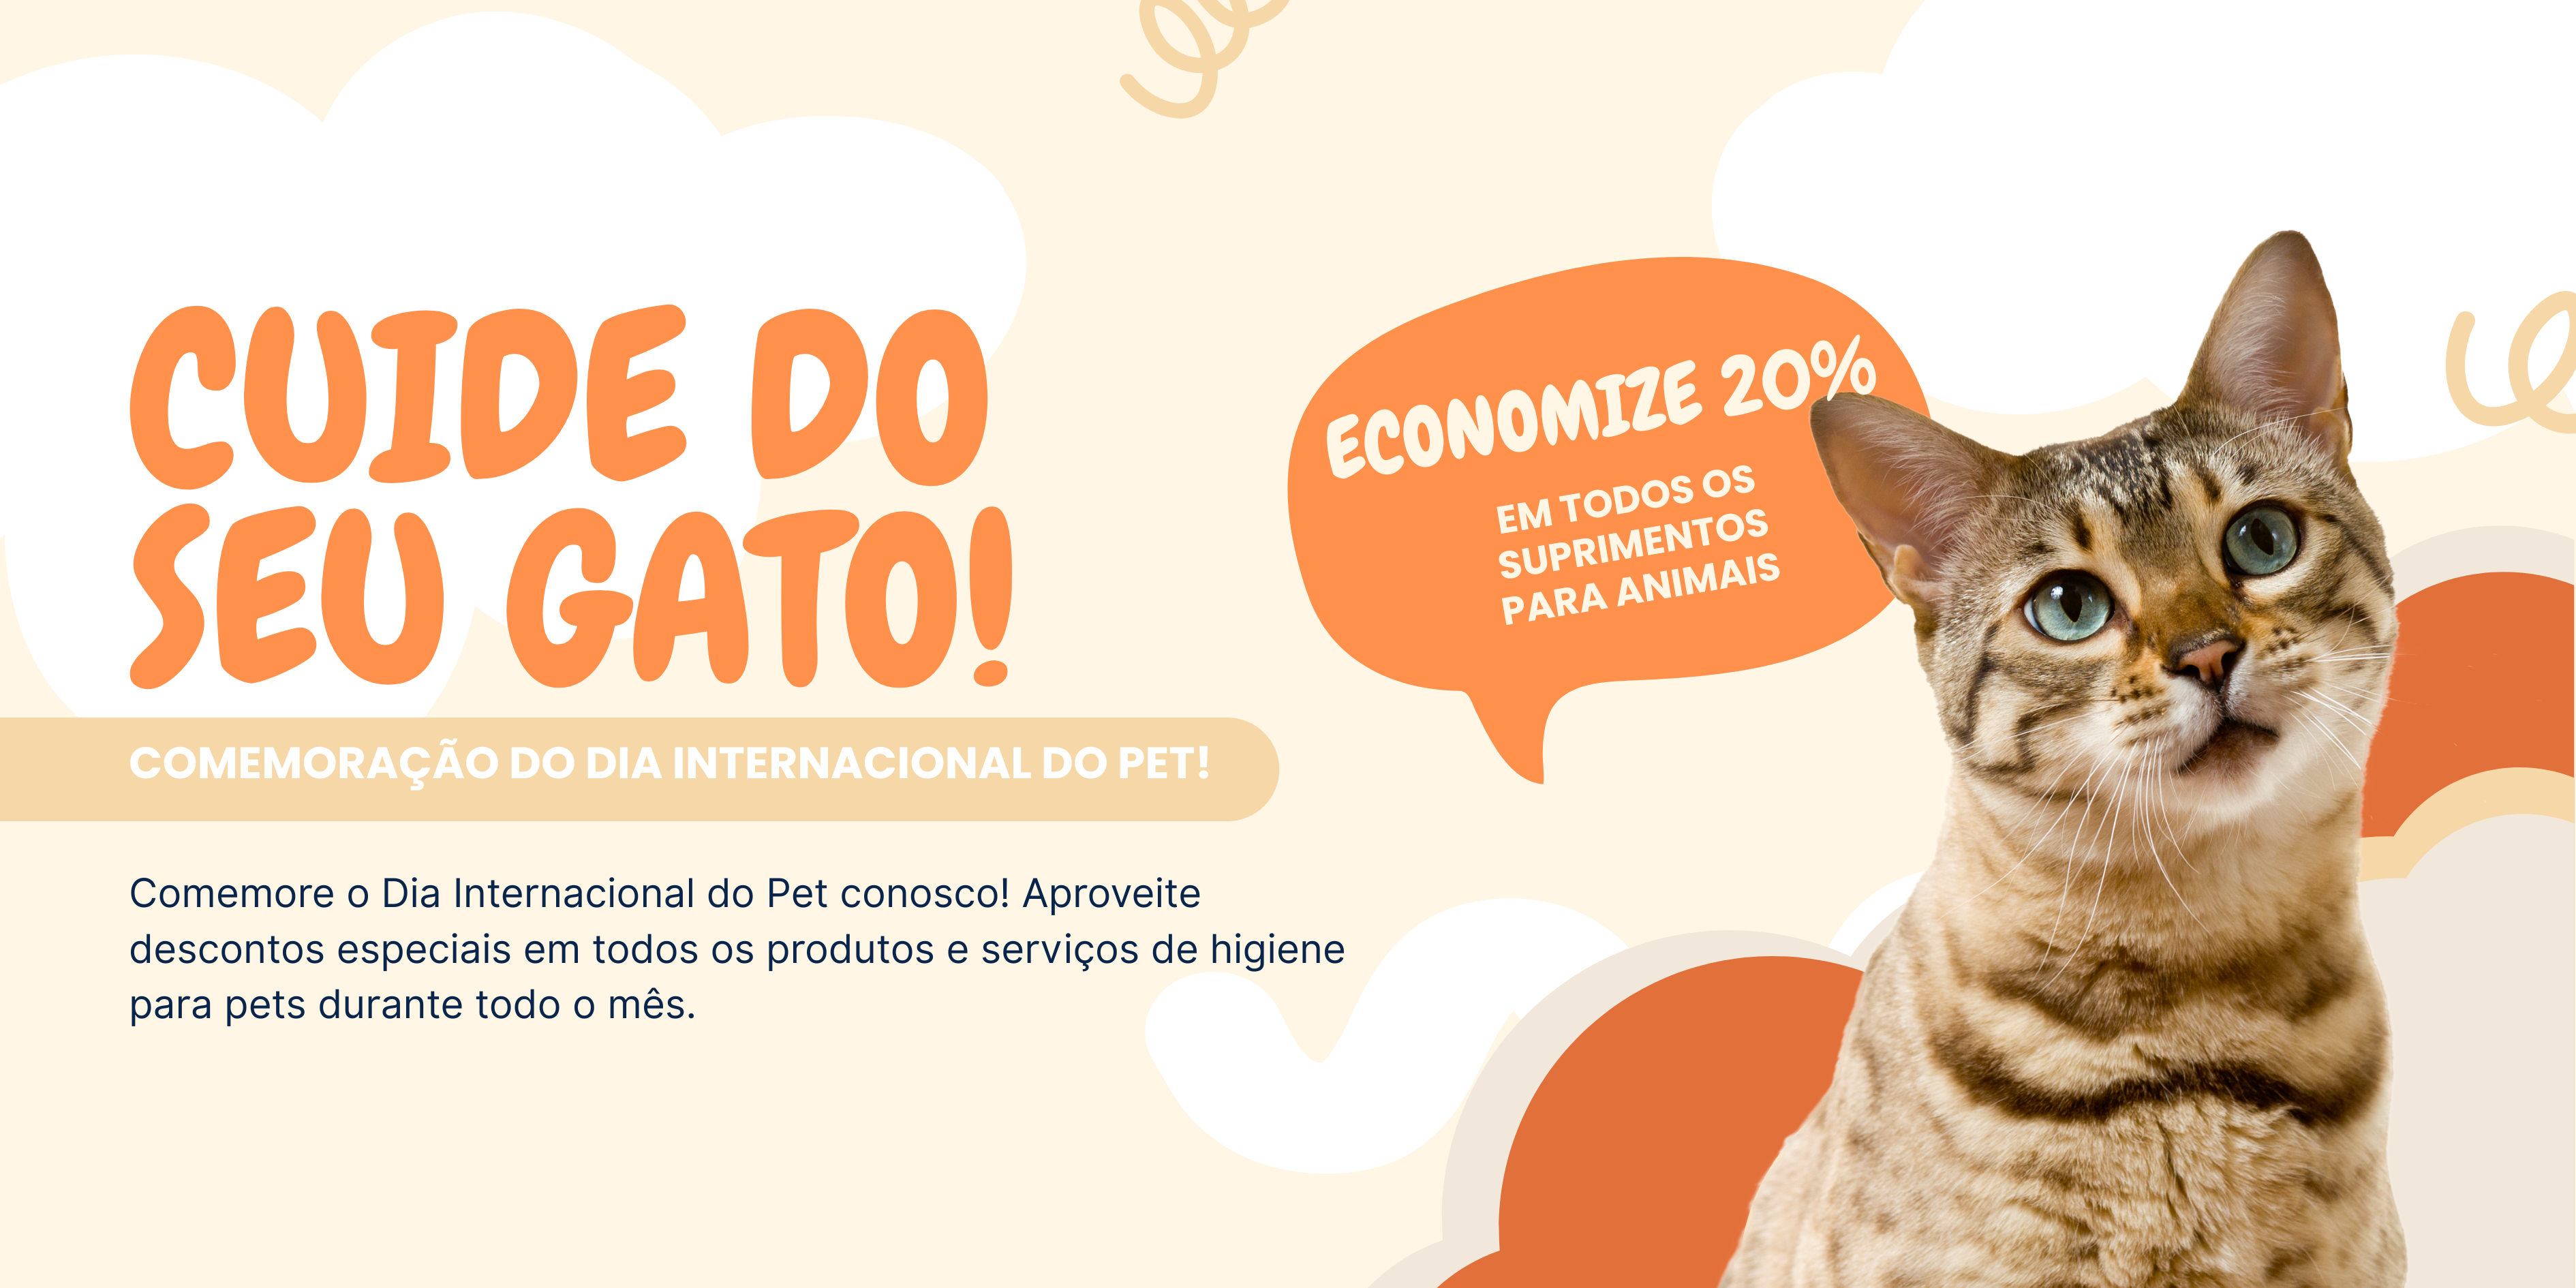 CUIDE DO
SEU GATO!
COMEMORAÇÃO DO DIA INTERNACIONAL DO PET!
Comemore o Dia Internacional do Pet conosco! Aproveite
descontos especiais em todos os produtos e serviços de higiene
para pets durante todo o mês.
ECONOMIZE 20%
EM TODOS OS
SUPRIMENTOS
PARA ANIMAIS